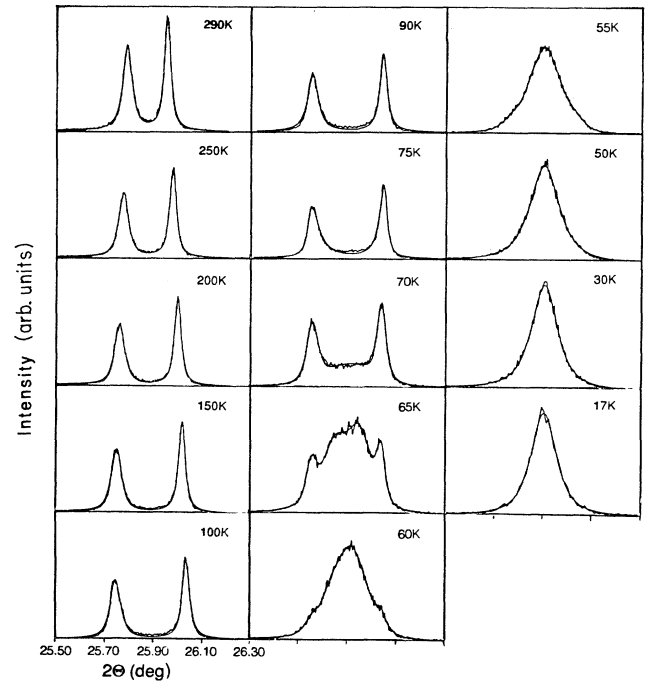 290K
90K
55K
250K
75K
50K
200K
70K
30K
150K
65K
17K
100K
60K
Intensity (arb. units)
25.50 25.70 25.90 26.10 26.30
2Θ (deg)